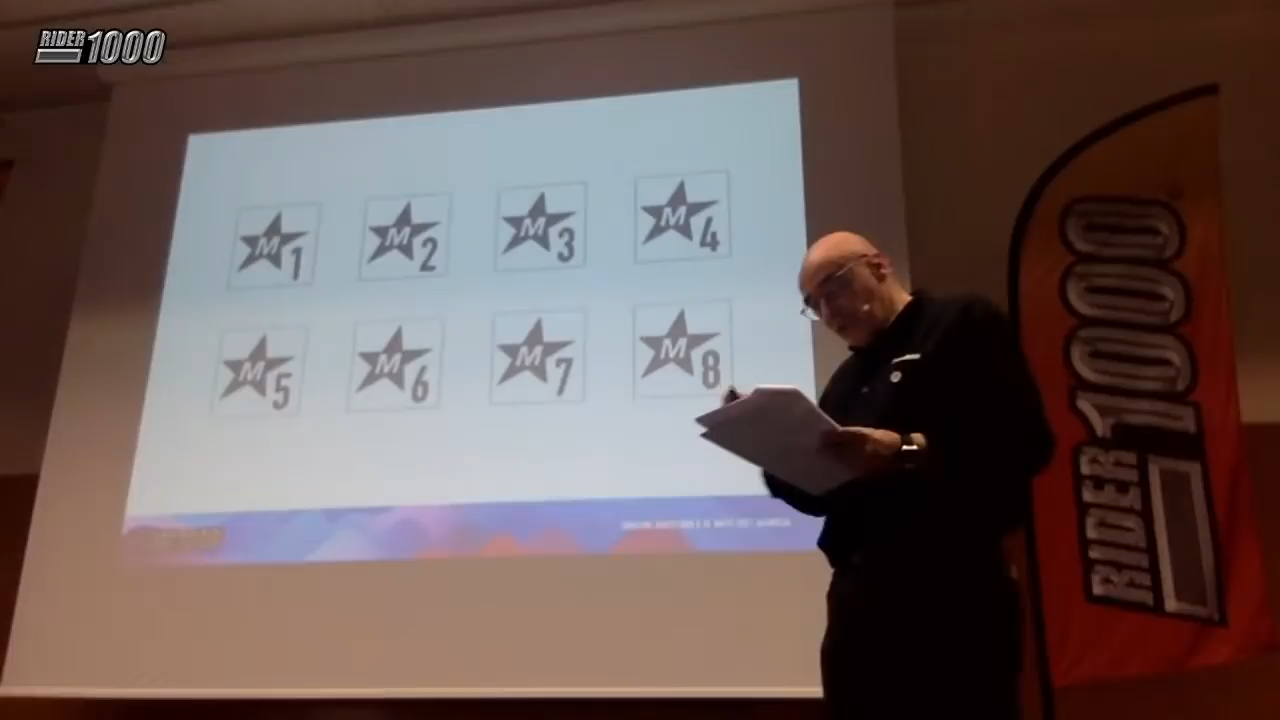 RIDER 1000
M 1
M 2
M 3
M 4
M 5
M 6
M 7
M 8
RIDER 1000